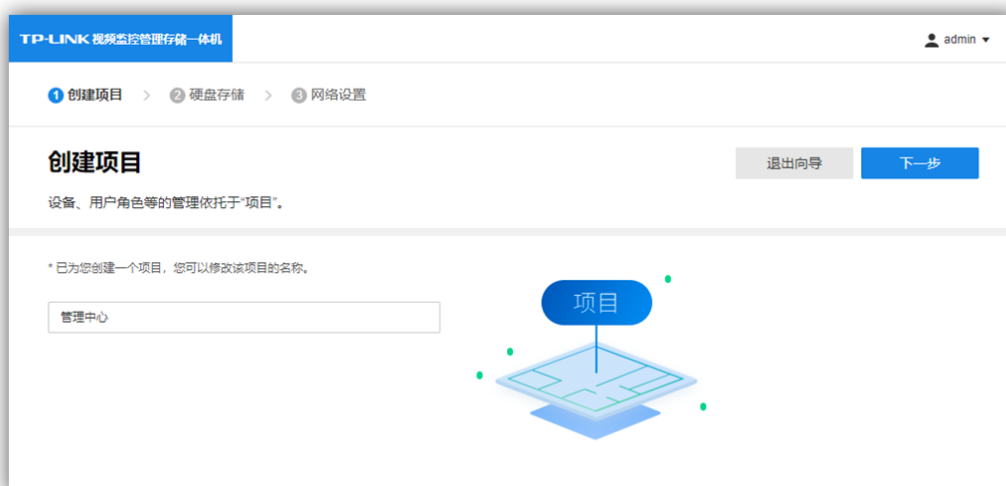 TP-LINK 视频监控管理存储一体机
admin
1 创建项目 > 2 硬盘存储 > 3 网络设置
创建项目
退出向导 下一步
设备、用户角色等的管理依托于“项目”。
* 已为您创建一个项目，您可以修改该项目的名称。
项目
管理中心